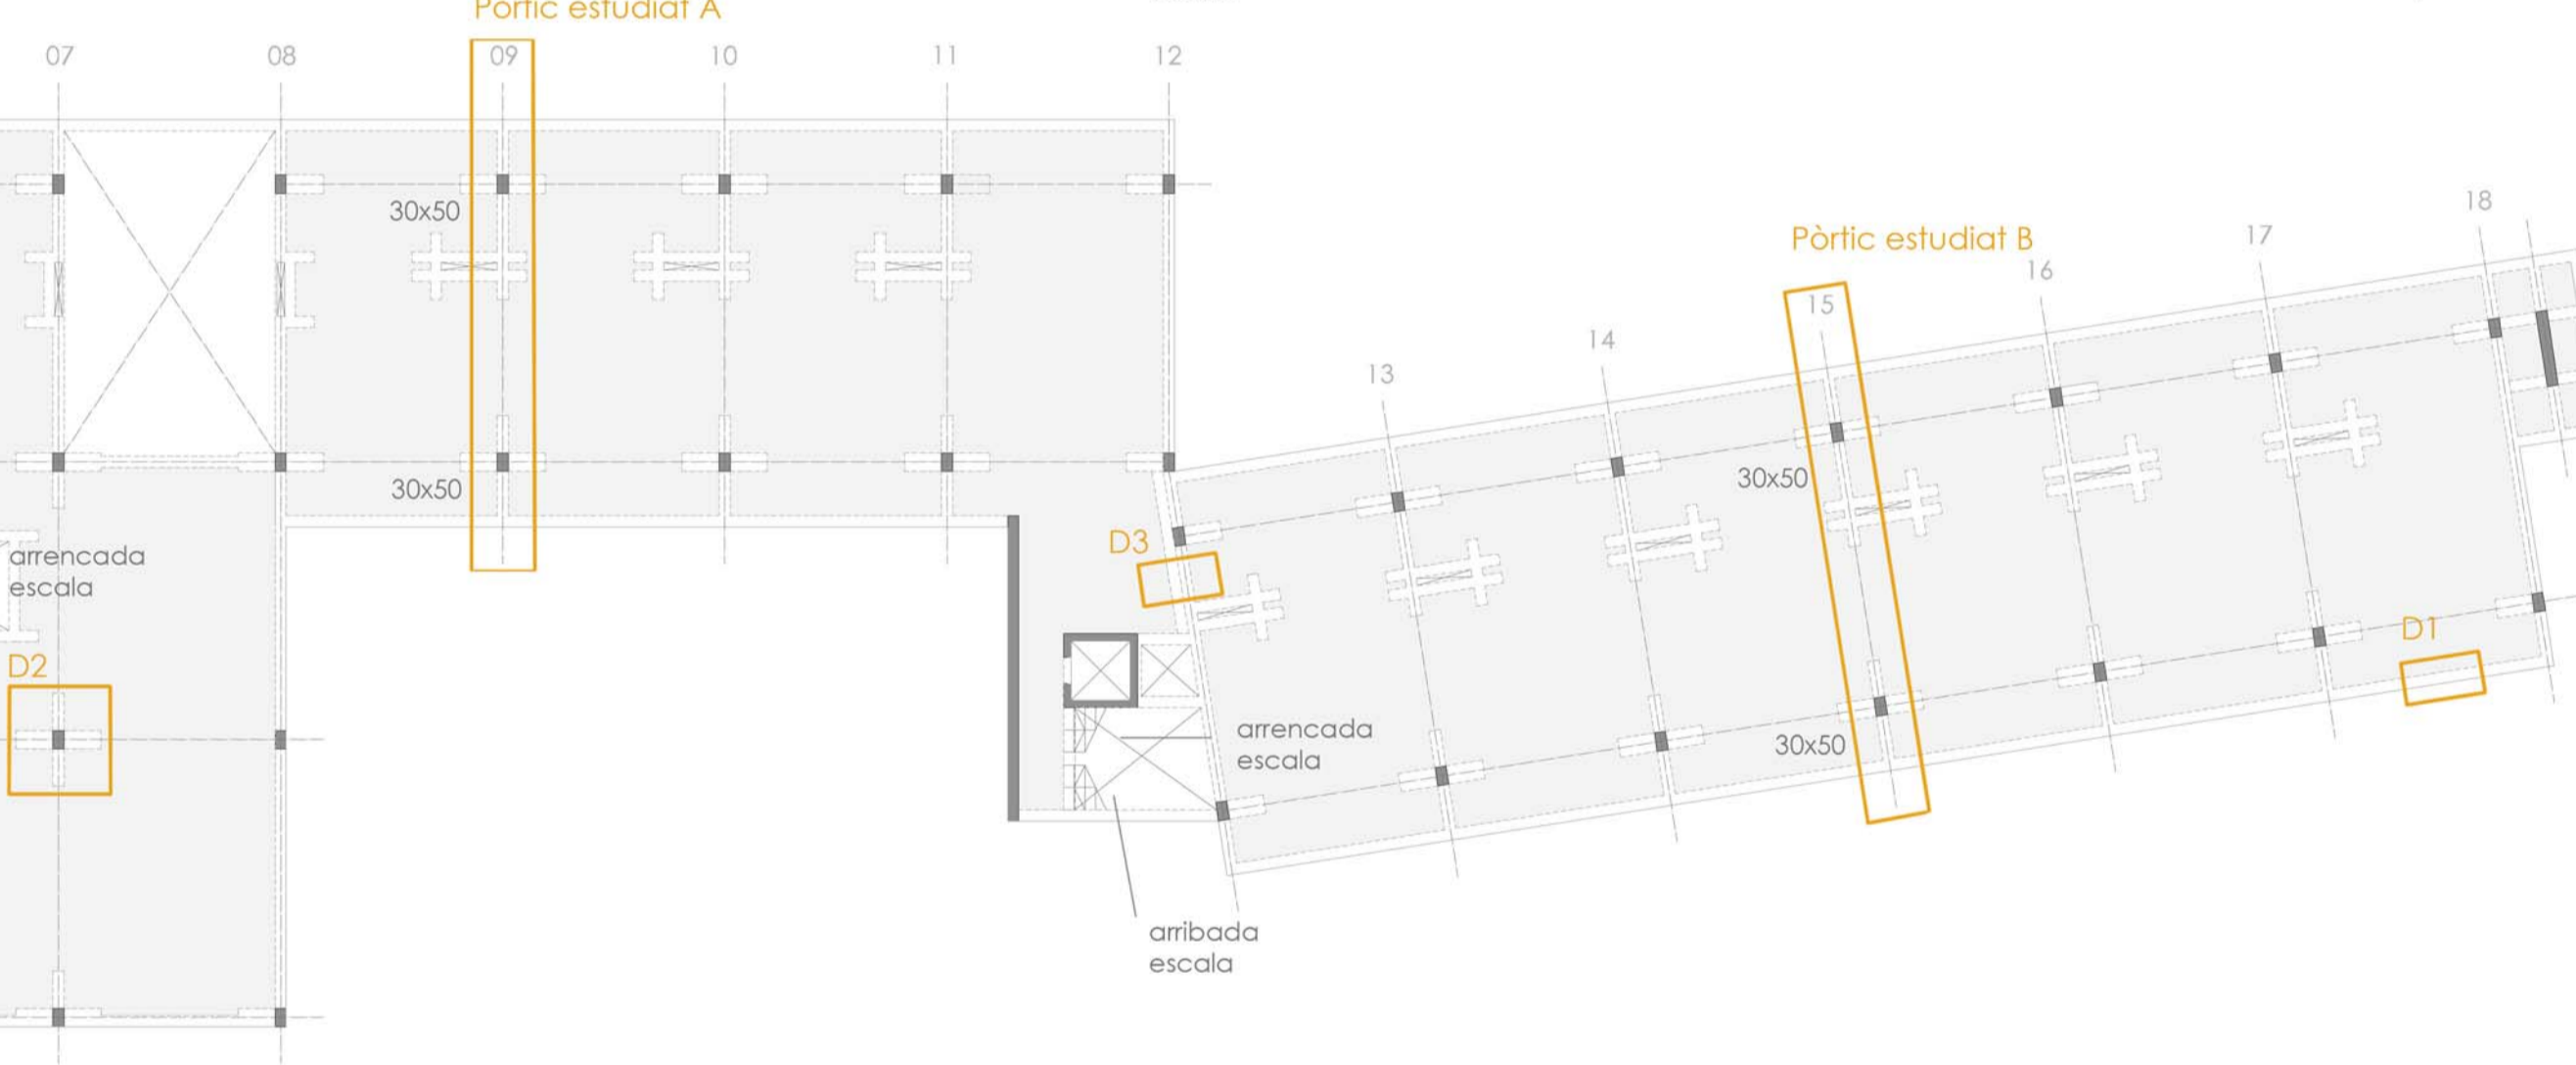 Pòrtic estudiat A
07
08
09
10
11
12
30x50
30x50
arrencada
escala
D2
D3
13
14
Pòrtic estudiat B
15
16
17
18
30x50
30x50
D1
arrencada
escala
arribada
escala